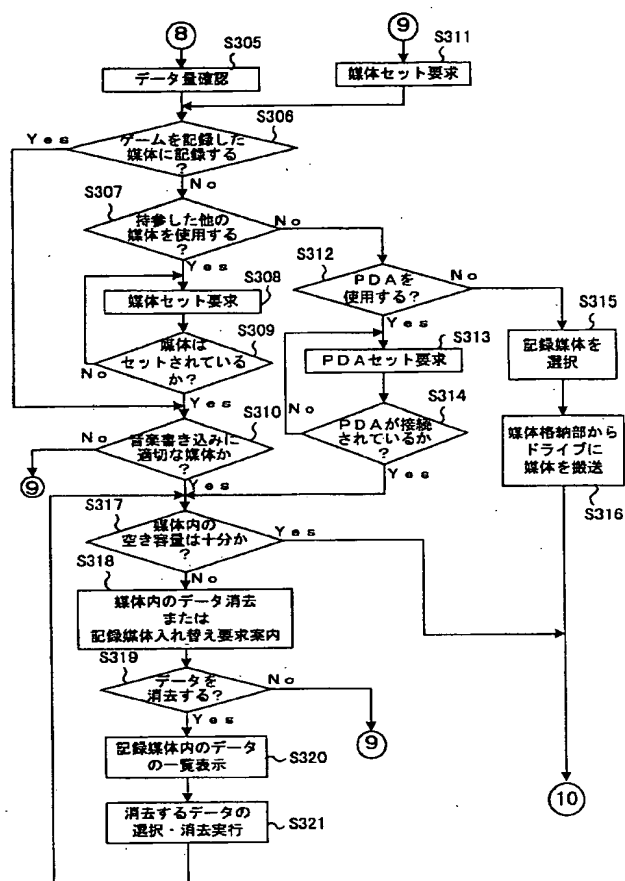 ⑧
S305
データ量確認
⑨
S311
媒体セット要求
S306
Yes
ゲームを記録した
媒体に記録する
?
No
S307
持参した他の
媒体を使用する
?
No
Yes
S308
媒体セット要求
S309
媒体は
セットされている
か?
No
Yes
S312
PDAを
使用する?
No
Yes
S313
PDAセット要求
S314
PDAが接続
されているか?
No
Yes
S315
記録媒体を
選択
媒体格納部から
ドライブに
媒体を搬送
S316
S310
音楽書き込みに
適切な媒体か
?
No
⑨
Yes
S317
媒体内の
空き容量は十分か
?
Yes
No
S318
媒体内のデータ消去
または
記録媒体入れ替え要求案内
S319
データを
消去する?
No
⑨
Yes
記録媒体内のデータ
の一覧表示
S320
消去するデータの
選択・消去実行
S321
⑩